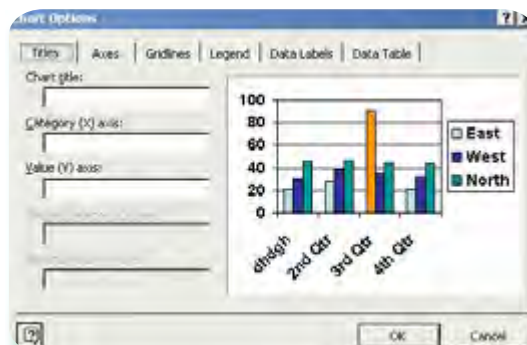 Chart Options
Titles Axes Gridlines Legend Data Labels Data Table
Chart title:
Category (X) axis:
Value (Y) axis:
100
80
60
40
20
0
dhdgh 2nd Qtr 3rd Qtr 4th Qtr
East
West
North
OK Cancel